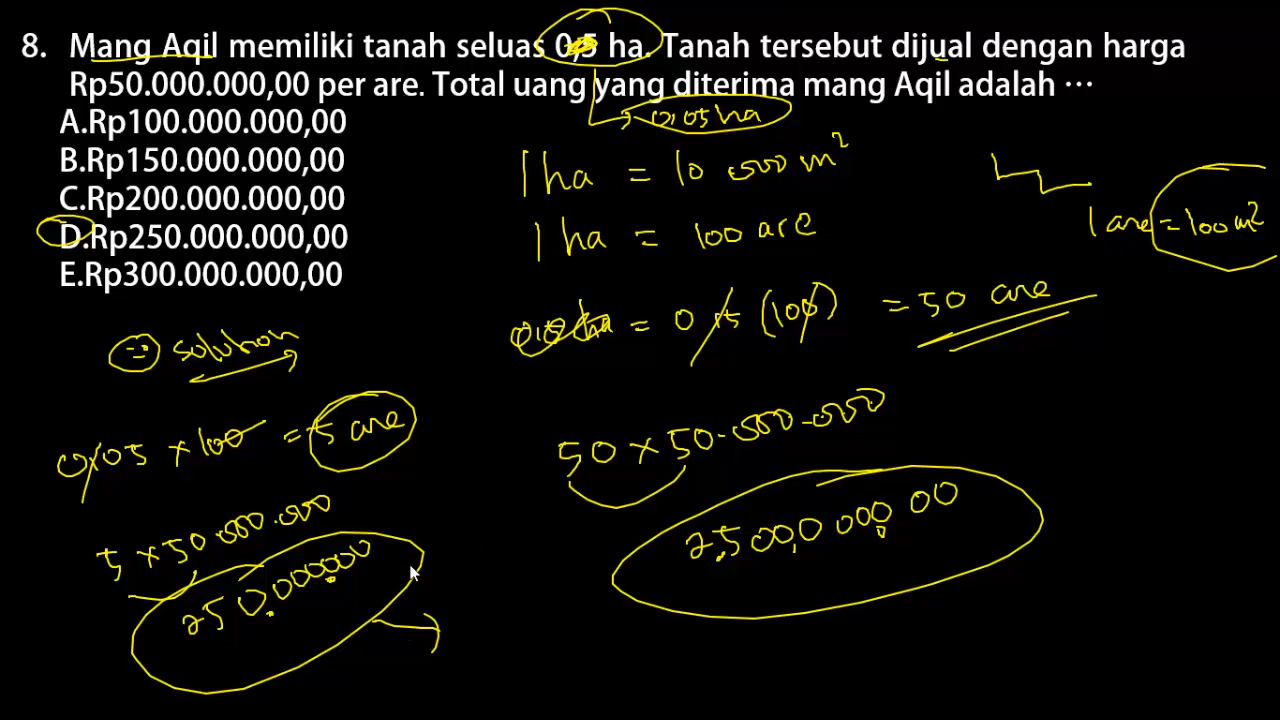 8. Mang Aqil memiliki tanah seluas 0,5 ha. Tanah tersebut dijual dengan harga
Rp50.000.000,00 per are. Total uang yang diterima mang Aqil adalah ...
A.Rp100.000.000,00
B.Rp150.000.000,00
C.Rp200.000.000,00
D.Rp250.000.000,00
E.Rp300.000.000,00
0,05 ha
1 ha = 10.000 m²
1 are = 100 m²
1 ha = 100 are
= 0,5 (100) = 50 are
⇒ solution
0,05 × 100 = 5 are
50 × 50.000.000
5 × 50.000.000
250.000.000